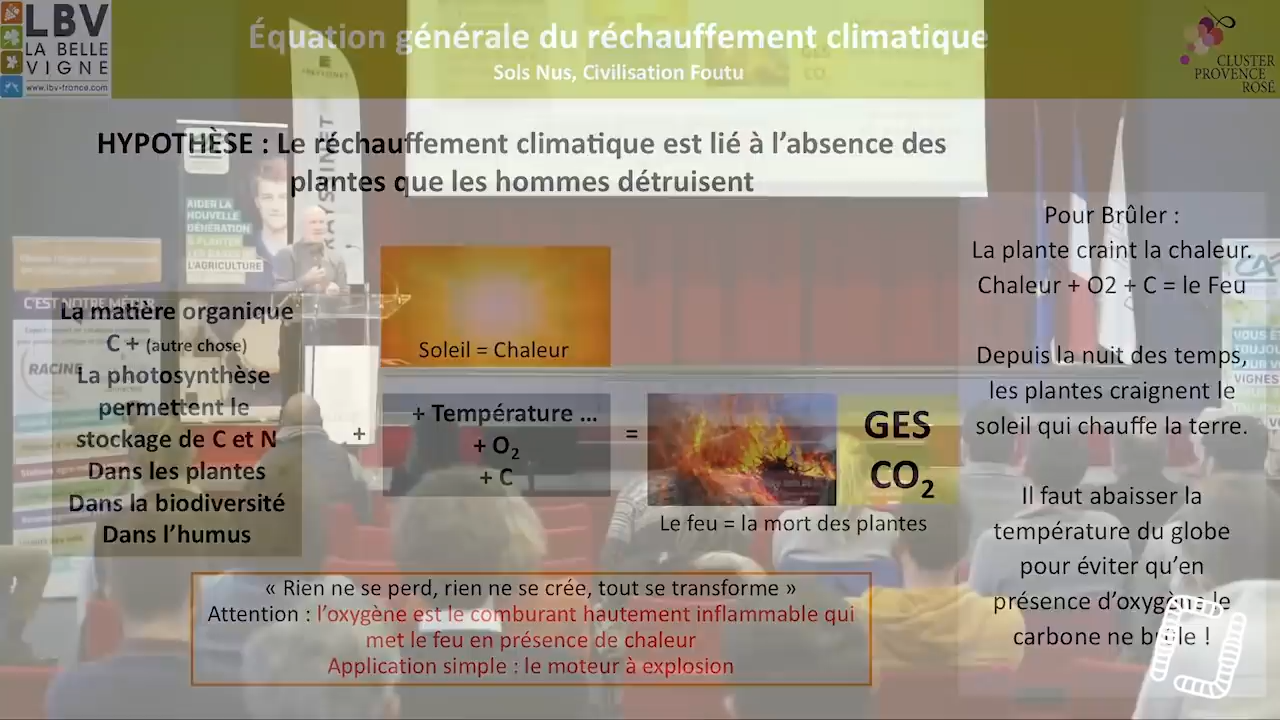 LBV
LA BELLE
VIGNE
www.lbv-france.com
Équation générale du réchauffement climatique
Sols Nus, Civilisation Foutu
CLUSTER
PROVENCE
ROSÉ
HYPOTHÈSE : Le réchauffement climatique est lié à l'absence des
plantes que les hommes détruisent
AIDER LA
NOUVELLE
GÉNÉRATION
L'AGRICULTURE
C'EST NOTRE MÉTIER
RACINE
La matière organique
C + (autre chose)
La photosynthèse
permettent le
stockage de C et N
Dans les plantes
Dans la biodiversité
Dans l'humus
+
Soleil = Chaleur
+ Température ...
+ O₂
+ C
=
GES
CO₂
Le feu = la mort des plantes
Pour Brûler :
La plante craint la chaleur.
Chaleur + O2 + C = le Feu
Depuis la nuit des temps,
les plantes craignent le
soleil qui chauffe la terre.
Il faut abaisser la
température du globe
pour éviter qu'en
présence d'oxygène le
carbone ne brûle !
« Rien ne se perd, rien ne se crée, tout se transforme »
Attention : l'oxygène est le comburant hautement inflammable qui
met le feu en présence de chaleur
Application simple : le moteur à explosion